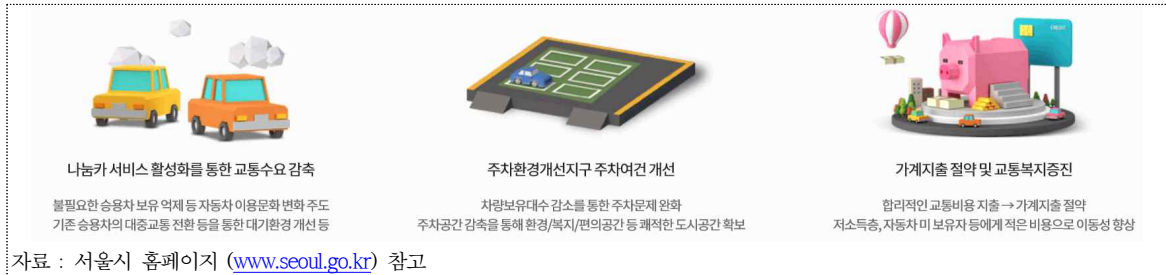 CREDIT
나눔카 서비스 활성화를 통한 교통수요 감축
불필요한 승용차 보유 억제 등 자동차 이용문화 변화 주도
기존 승용차의 대중교통 전환 등을 통한 대기환경 개선 등
주차환경개선지구 주차여건 개선
차량보유대수 감소를 통한 주차문제 완화
주차공간 감축을 통해 환경/복지/편의공간 등 쾌적한 도시공간 확보
가계지출 절약 및 교통복지증진
합리적인 교통비용 지출 → 가계지출 절약
저소득층, 자동차 미 보유자 등에게 적은 비용으로 이동성 향상
자료 : 서울시 홈페이지 (www.seoul.go.kr) 참고